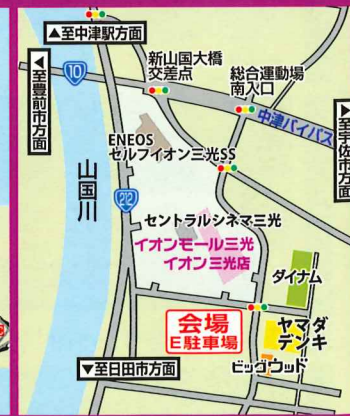 ▲至中津駅方面
◀至豊前市方面
10
新山国大橋
交差点
総合運動場
南入口
中津バイパス
▶至宇佐市方面
ENEOS
セルフイオン三光SS
山国川
212
セントラルシネマ三光
イオンモール三光
イオン三光店
ダイナム
会場
E駐車場
ヤマダ
デンキ
ビッグウッド
▼至日田市方面